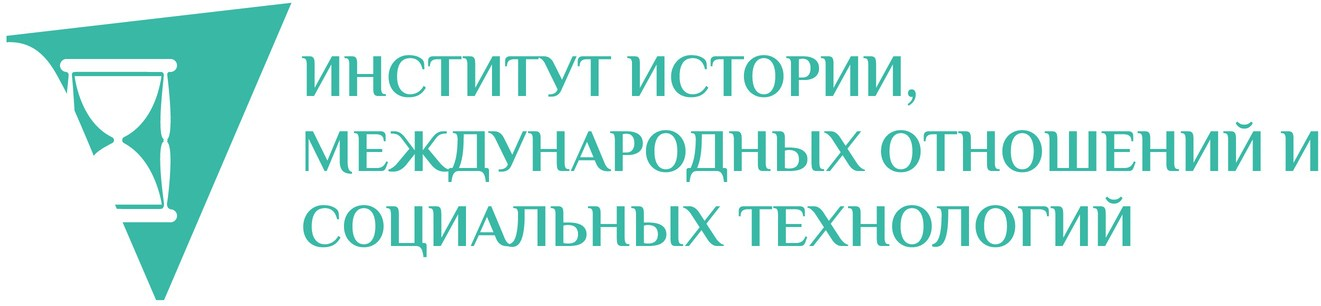 ИНСТИТУТ ИСТОРИИ,
МЕЖДУНАРОДНЫХ ОТНОШЕНИЙ И
СОЦИАЛЬНЫХ ТЕХНОЛОГИЙ